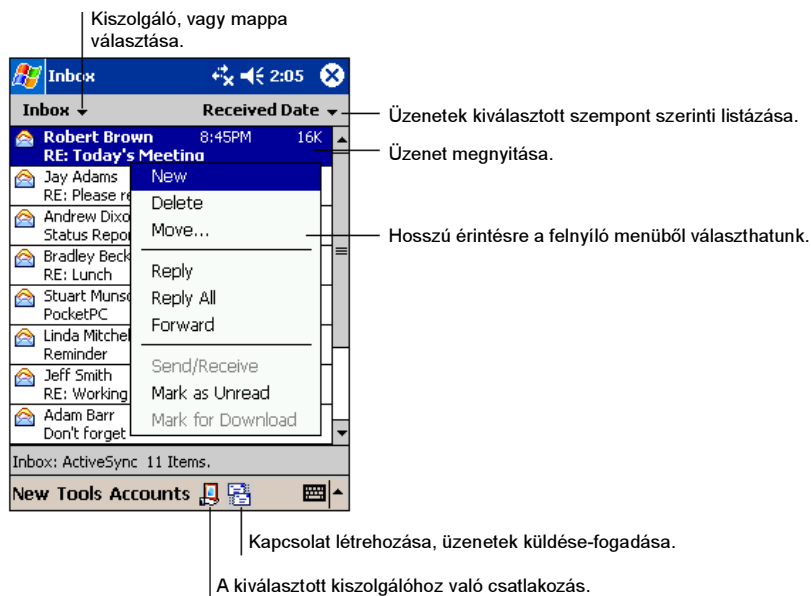 Kiszolgáló, vagy mappa
választása.
Inbox 2:05
Inbox Received Date
Üzenetek kiválasztott szempont szerinti listázása.
Robert Brown 8:45PM 16K
RE: Today's Meeting
Üzenet megnyitása.
Jay Adams
RE: Please re
Andrew Dixo
Status Repor
Bradley Beck
RE: Lunch
Stuart Munso
PocketPC
Linda Mitchel
Reminder
Jeff Smith
RE: Working
Adam Barr
Don't forget
New
Delete
Move...
Reply
Reply All
Forward
Send/Receive
Mark as Unread
Mark for Download
Hosszú érintésre a felnyíló menüből választhatunk.
Inbox: ActiveSync 11 Items.
New Tools Accounts
Kapcsolat létrehozása, üzenetek küldése-fogadása.
A kiválasztott kiszolgálóhoz való csatlakozás.